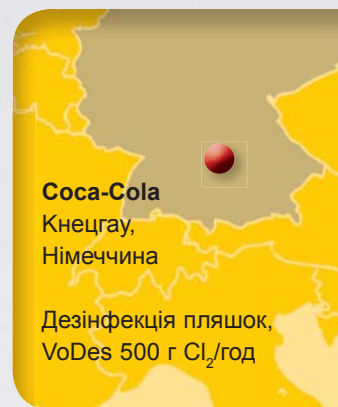 Coca-Cola
Кнецгау,
Німеччина
Дезінфекція пляшок,
VoDes 500 г Cl₂/год